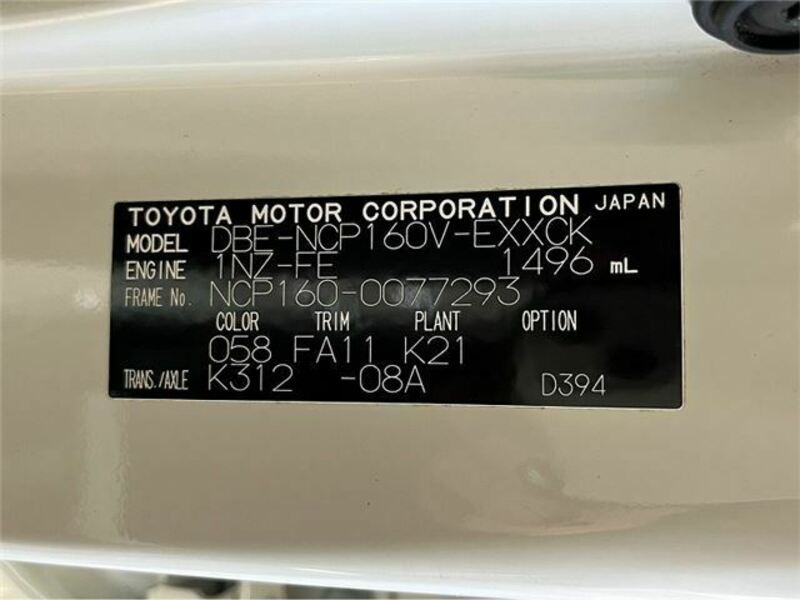 TOYOTA MOTOR CORPORATION JAPAN
MODEL DBE-NCP160V-EXXCK
ENGINE 1NZ-FE 1496 mL
FRAME No. NCP160-0077293
COLOR TRIM PLANT OPTION
058 FA11 K21
TRANS./AXLE K312 -08A D394